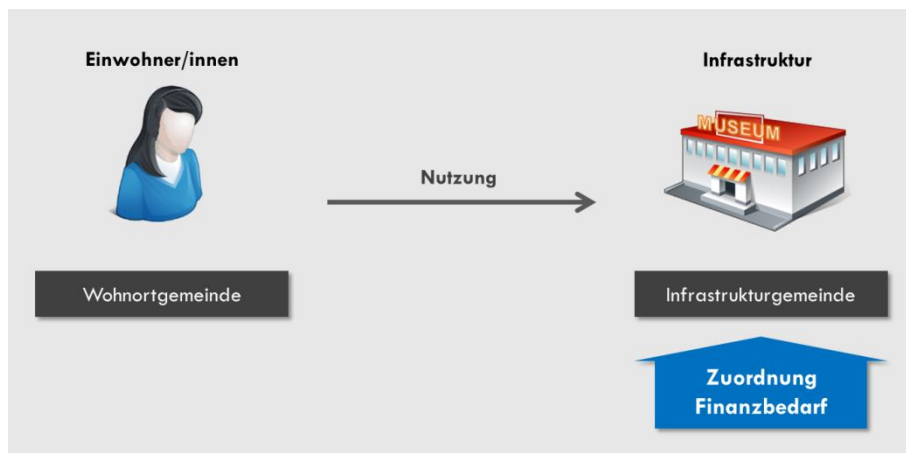 Einwohner/innen
Infrastruktur
MUSEUM
Nutzung
Wohnortgemeinde
Infrastrukturgemeinde
Zuordnung
Finanzbedarf